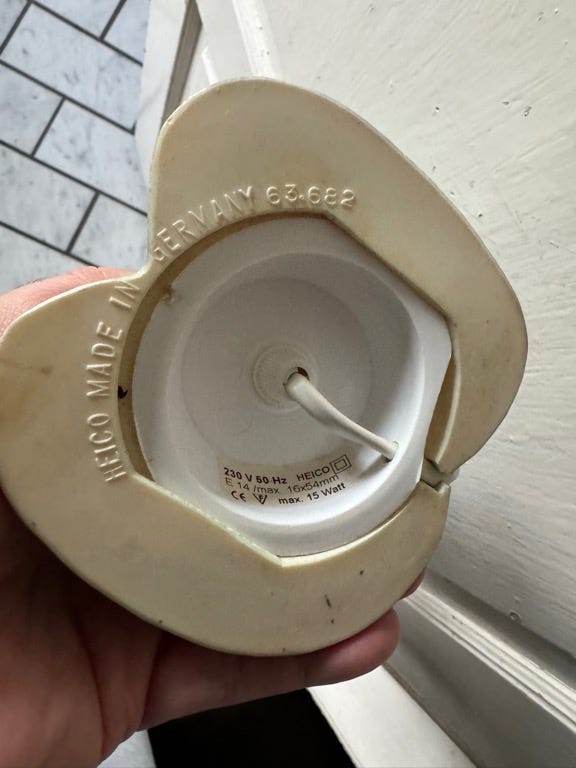 HEICO MADE IN GERMANY 63.682
230 V 50 Hz HEICO
E 14 /max. 16x54mm
CE max. 15 Watt